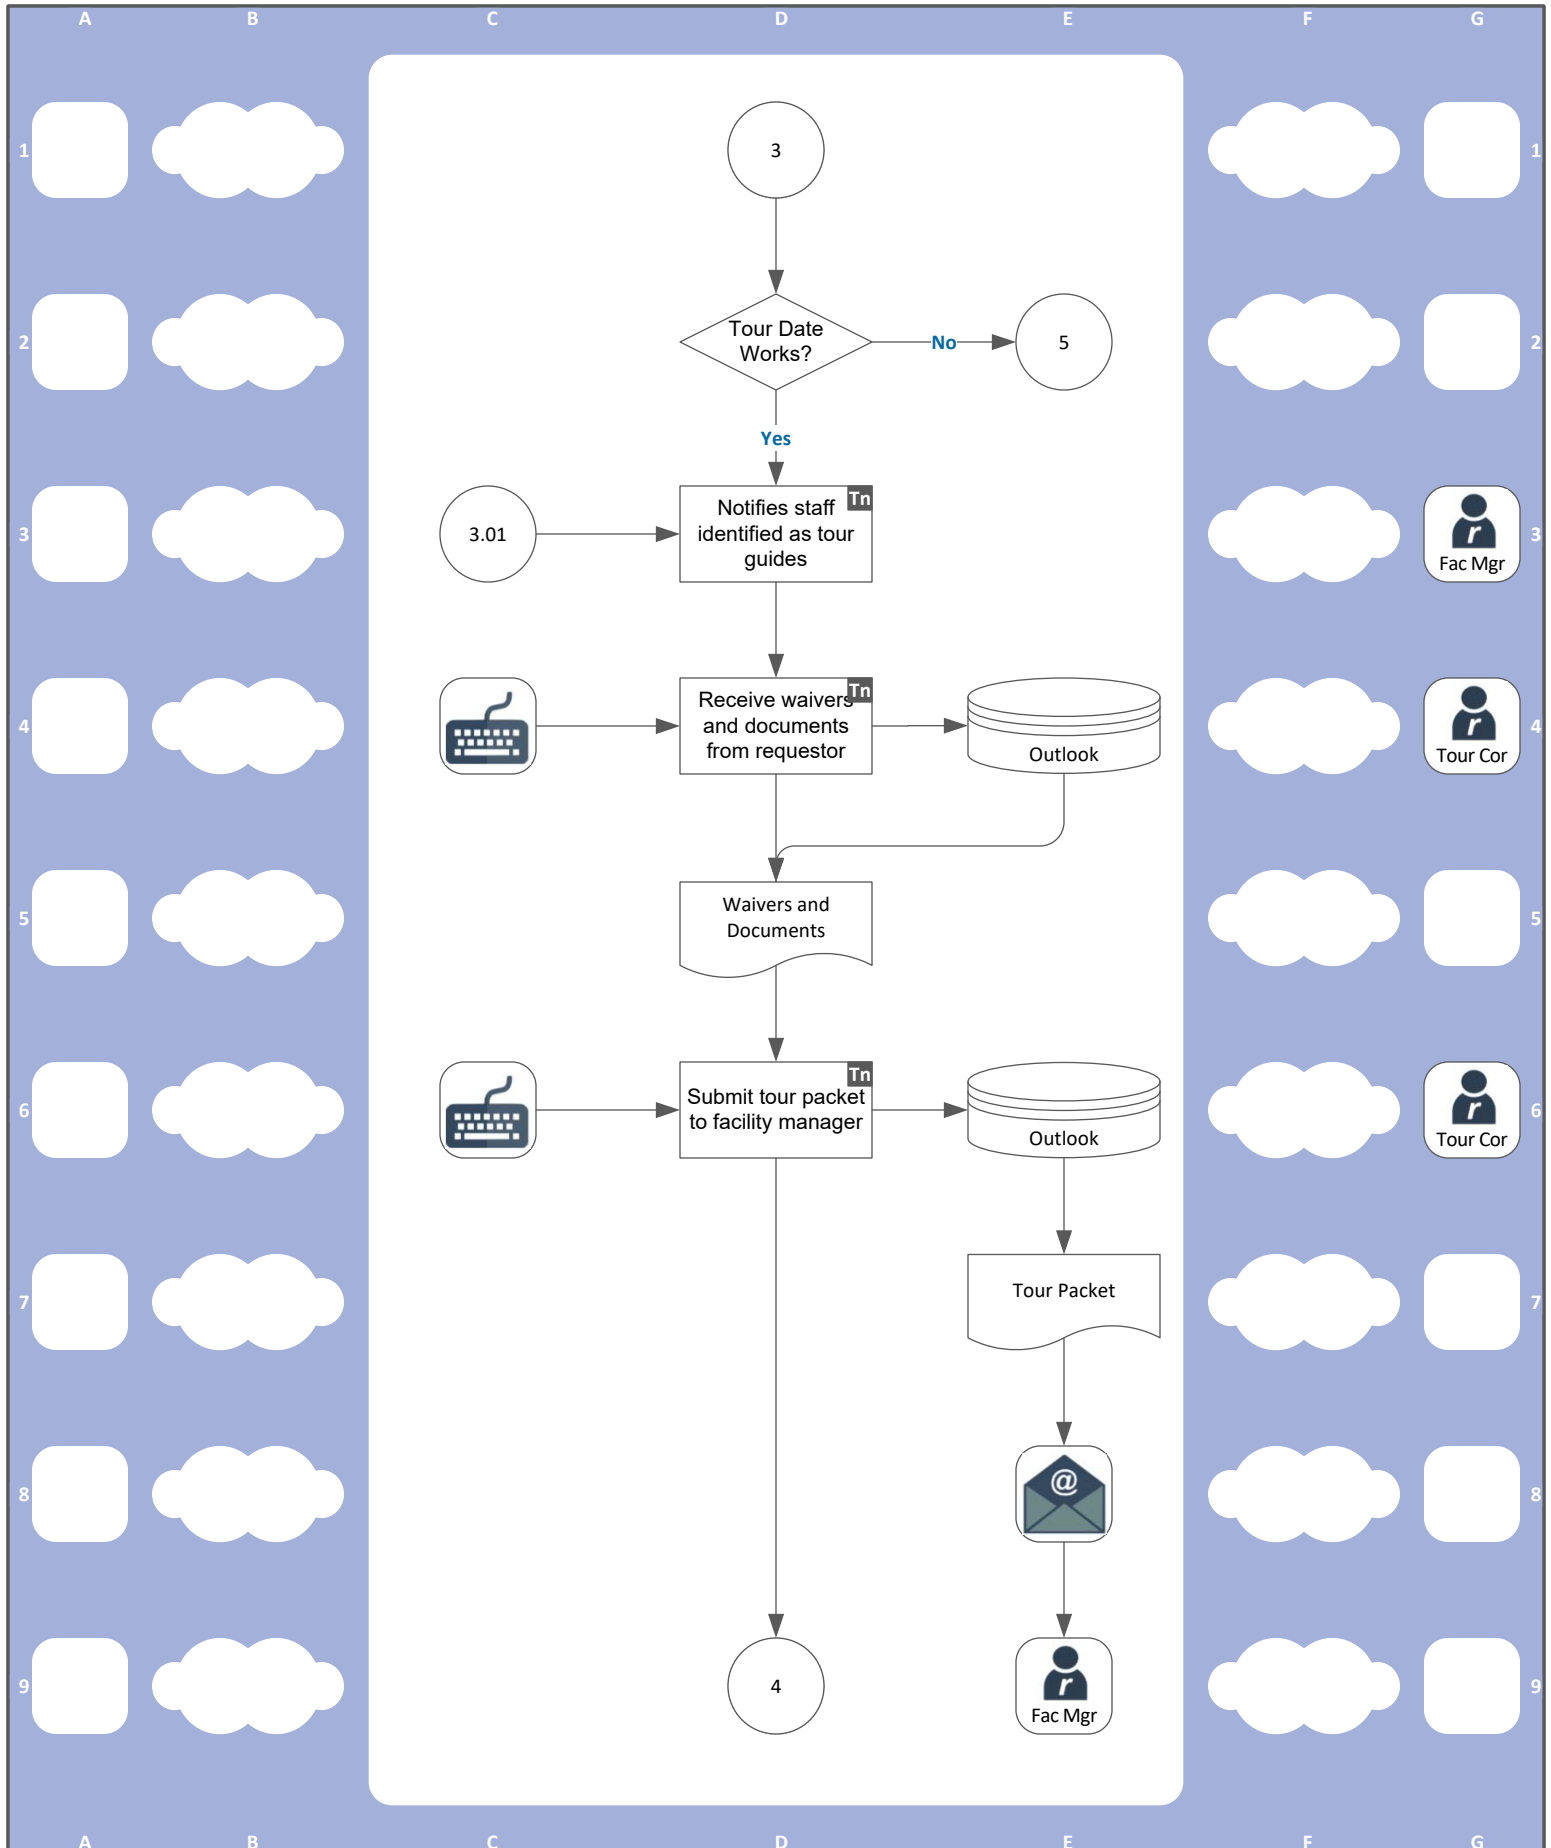 A B C D E F G
1 3 1
2 Tour Date
Works? No 5 2
Yes
3 3.01 Notifies staff
identified as tour
guides Tn r Fac Mgr 3
4 Receive waivers
and documents
from requestor Tn Outlook r Tour Cor 4
5 Waivers and
Documents 5
6 Submit tour packet
to facility manager Tn Outlook r Tour Cor 6
7 Tour Packet 7
8 @ 8
9 4 r Fac Mgr 9
A B C D E F G